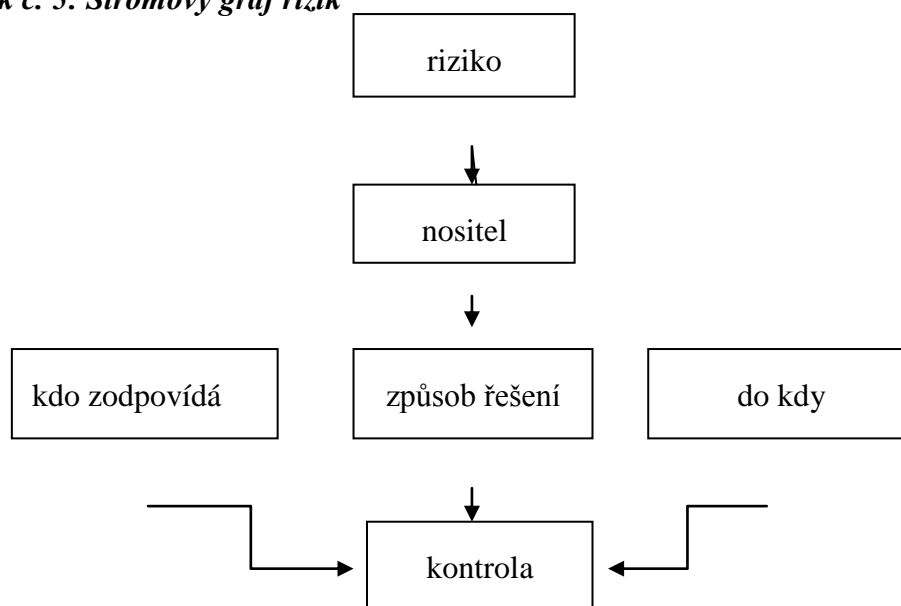 k č. 5: Stromový graf rizik
riziko
nositel
kdo zodpovídá
způsob řešení
do kdy
kontrola